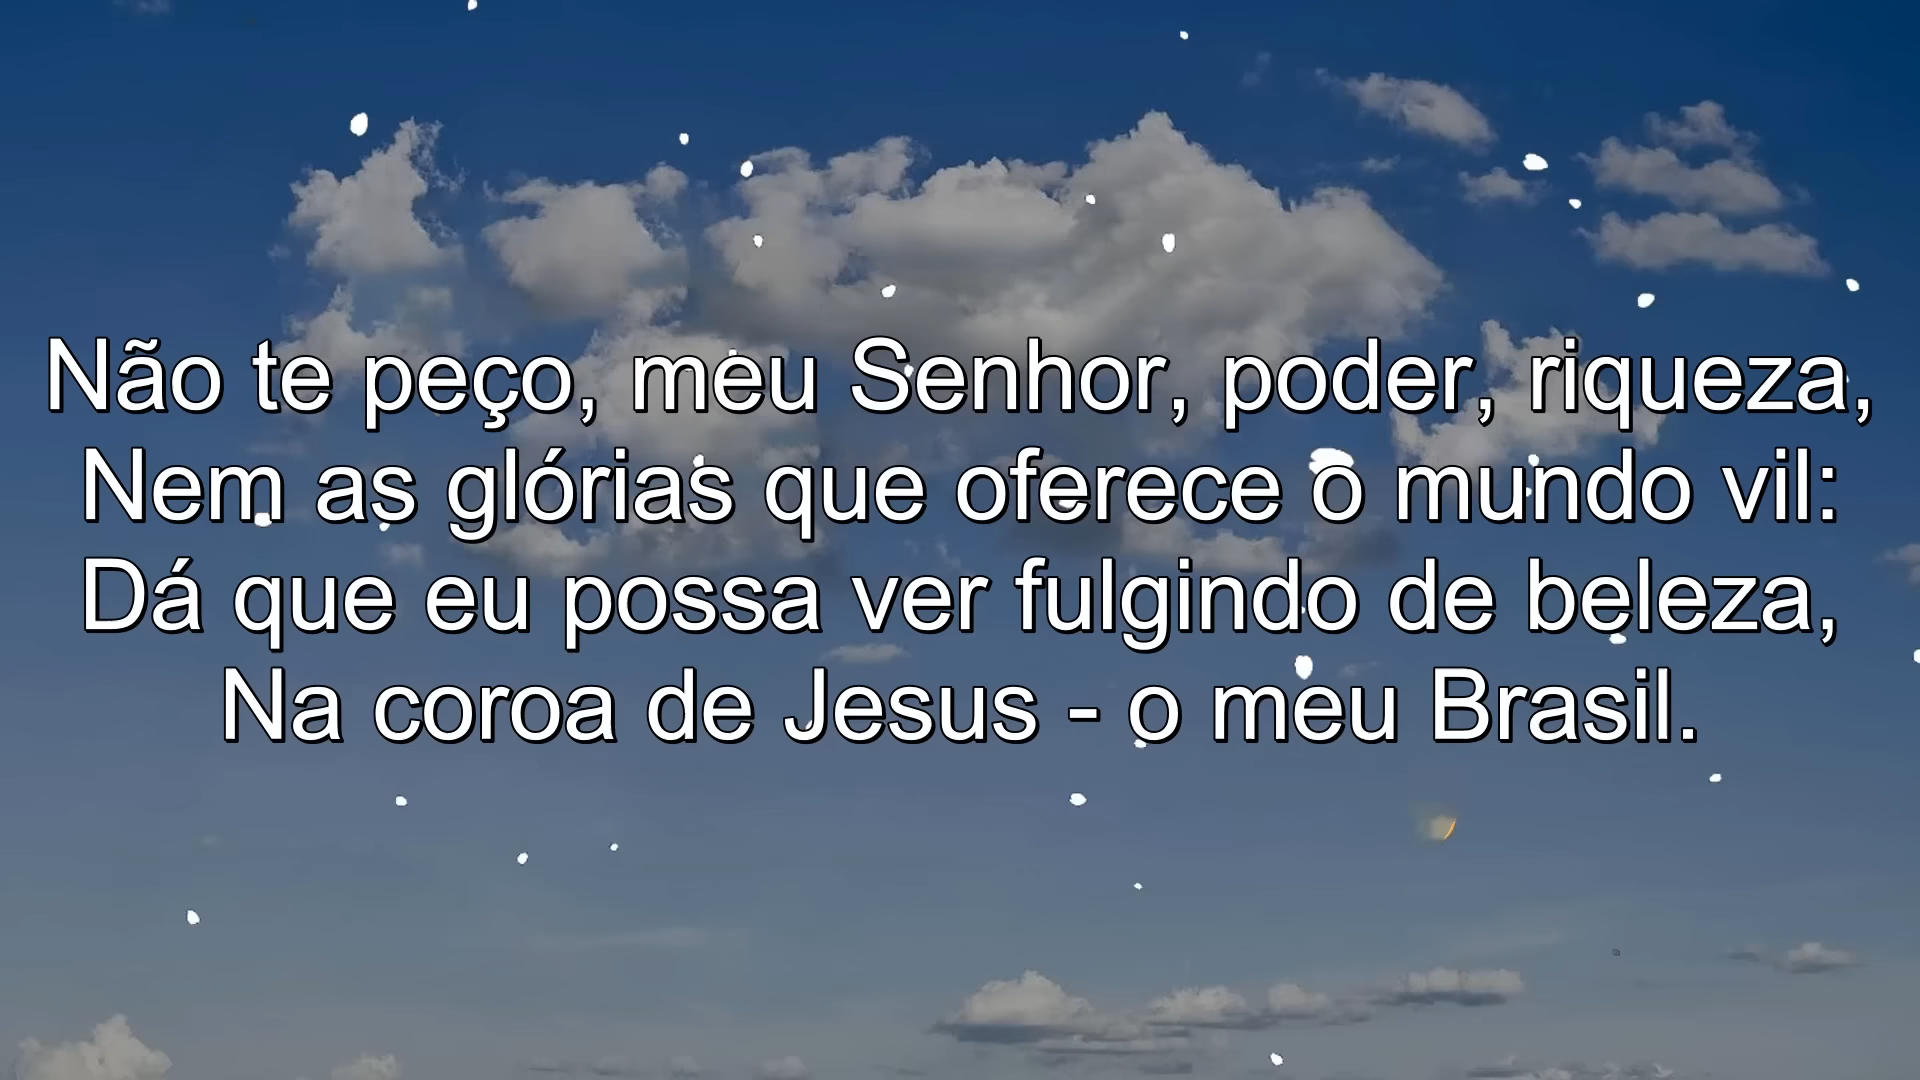 Não te peço, meu Senhor, poder, riqueza,
Nem as glórias que oferece o mundo vil:
Dá que eu possa ver fulgindo de beleza,
Na coroa de Jesus - o meu Brasil.